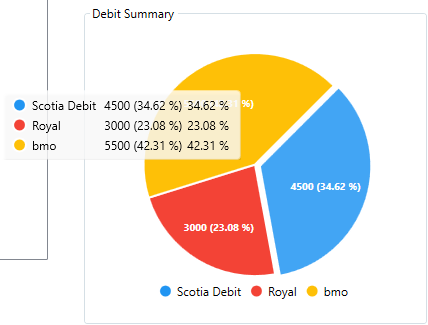 Debit Summary
Scotia Debit 4500 (34.62 %) 34.62 %
Royal 3000 (23.08 %) 23.08 %
bmo 5500 (42.31 %) 42.31 %
4500 (34.62 %)
3000 (23.08 %)
Scotia Debit Royal bmo